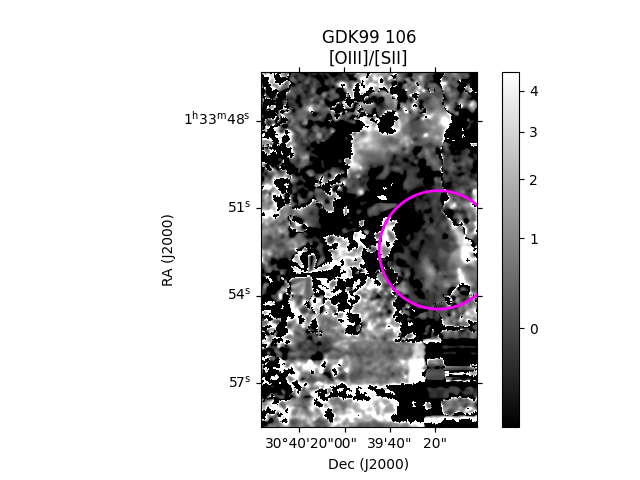 GDK99 106
[OIII]/[SII]
1h33m48s
51s
54s
57s
RA (J2000)
30°40'20"00" 39'40" 20"
Dec (J2000)
4
3
2
1
0